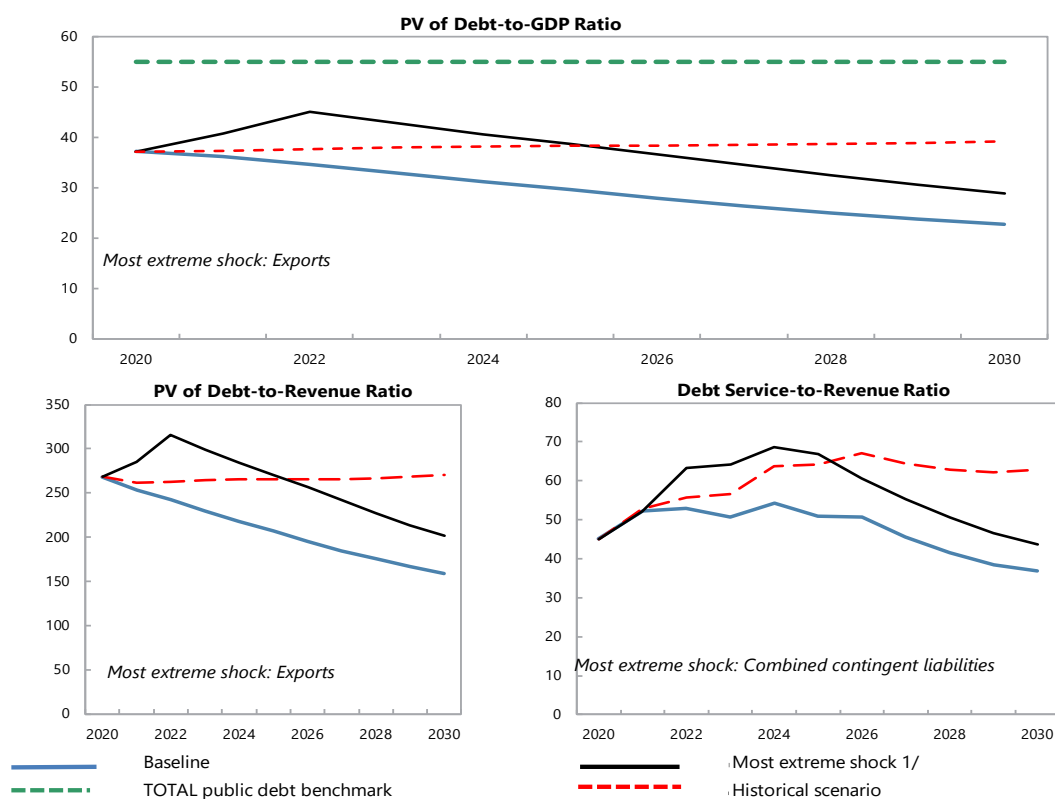 PV of Debt-to-GDP Ratio
60
50
40
30
20
10
0
Most extreme shock: Exports
2020 2022 2024 2026 2028 2030
PV of Debt-to-Revenue Ratio
350
300
250
200
150
100
50
0
Most extreme shock: Exports
2020 2022 2024 2026 2028 2030
Debt Service-to-Revenue Ratio
80
70
60
50
40
30
20
10
0
Most extreme shock: Combined contingent liabilities
2020 2022 2024 2026 2028 2030
Baseline
Most extreme shock 1/
TOTAL public debt benchmark
Historical scenario